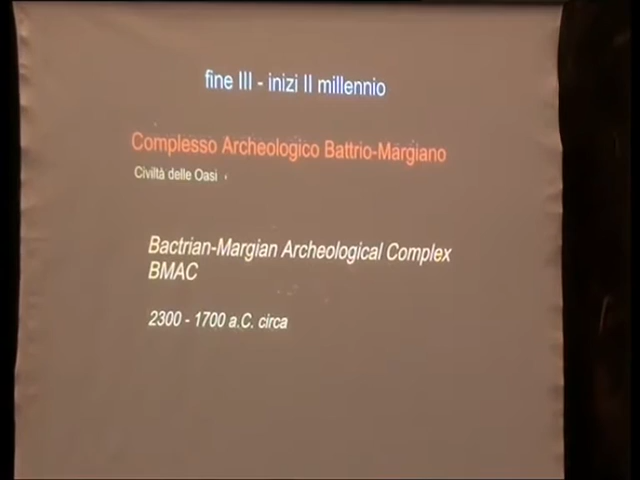 fine III - inizi II millennio
Complesso Archeologico Battrio-Margiano
Civiltà delle Oasi
Bactrian-Margian Archeological Complex
BMAC
2300 - 1700 a.C. circa